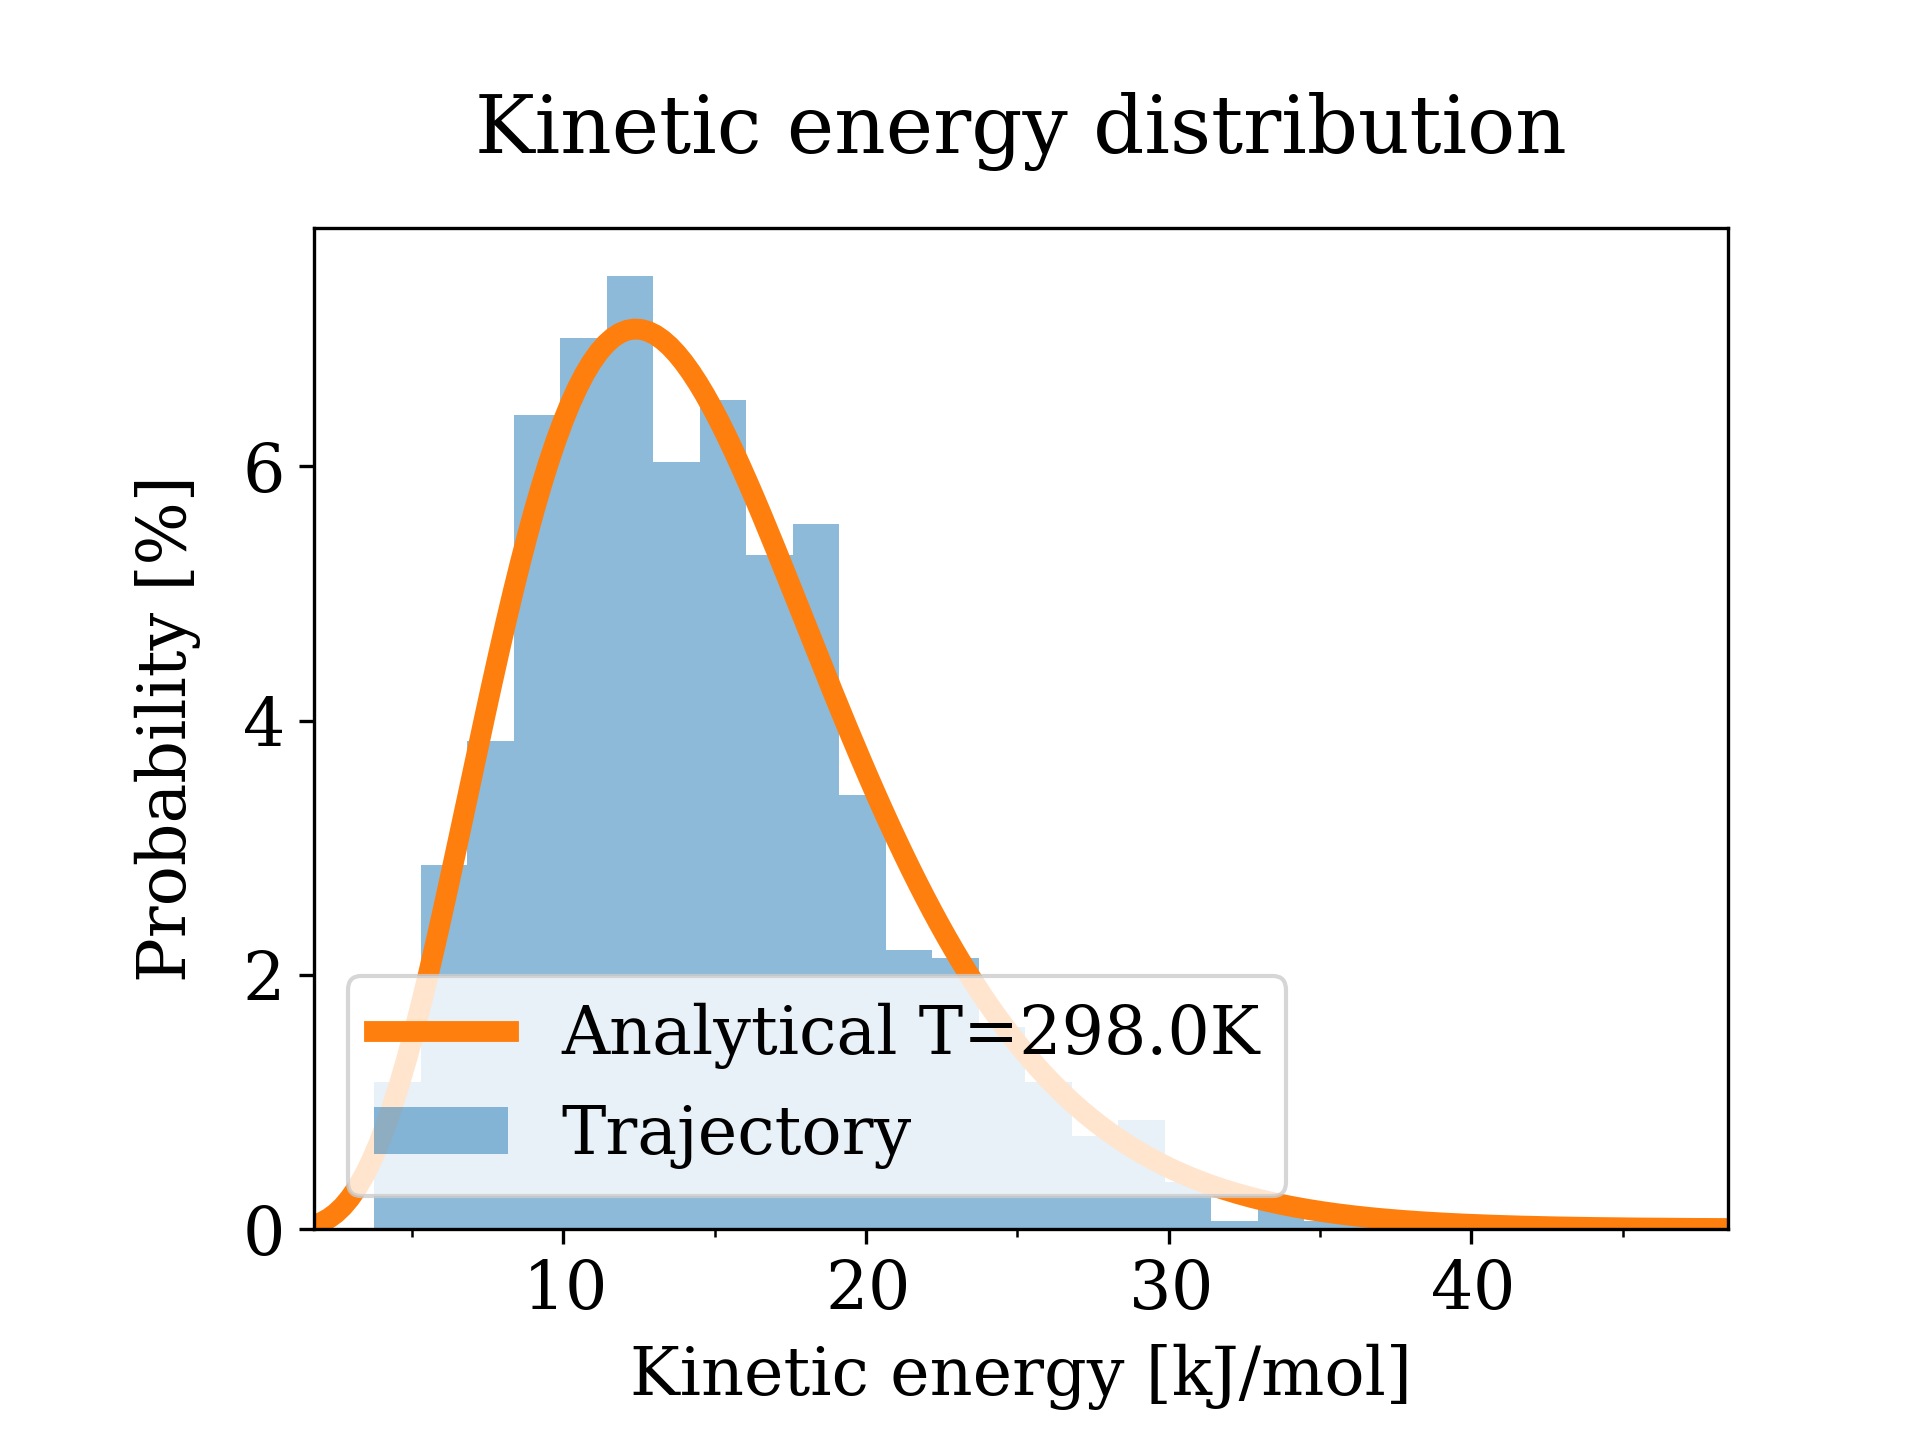 Kinetic energy distribution
Probability [%]
6
4
2
0
Analytical T=298.0K
Trajectory
10 20 30 40
Kinetic energy [kJ/mol]